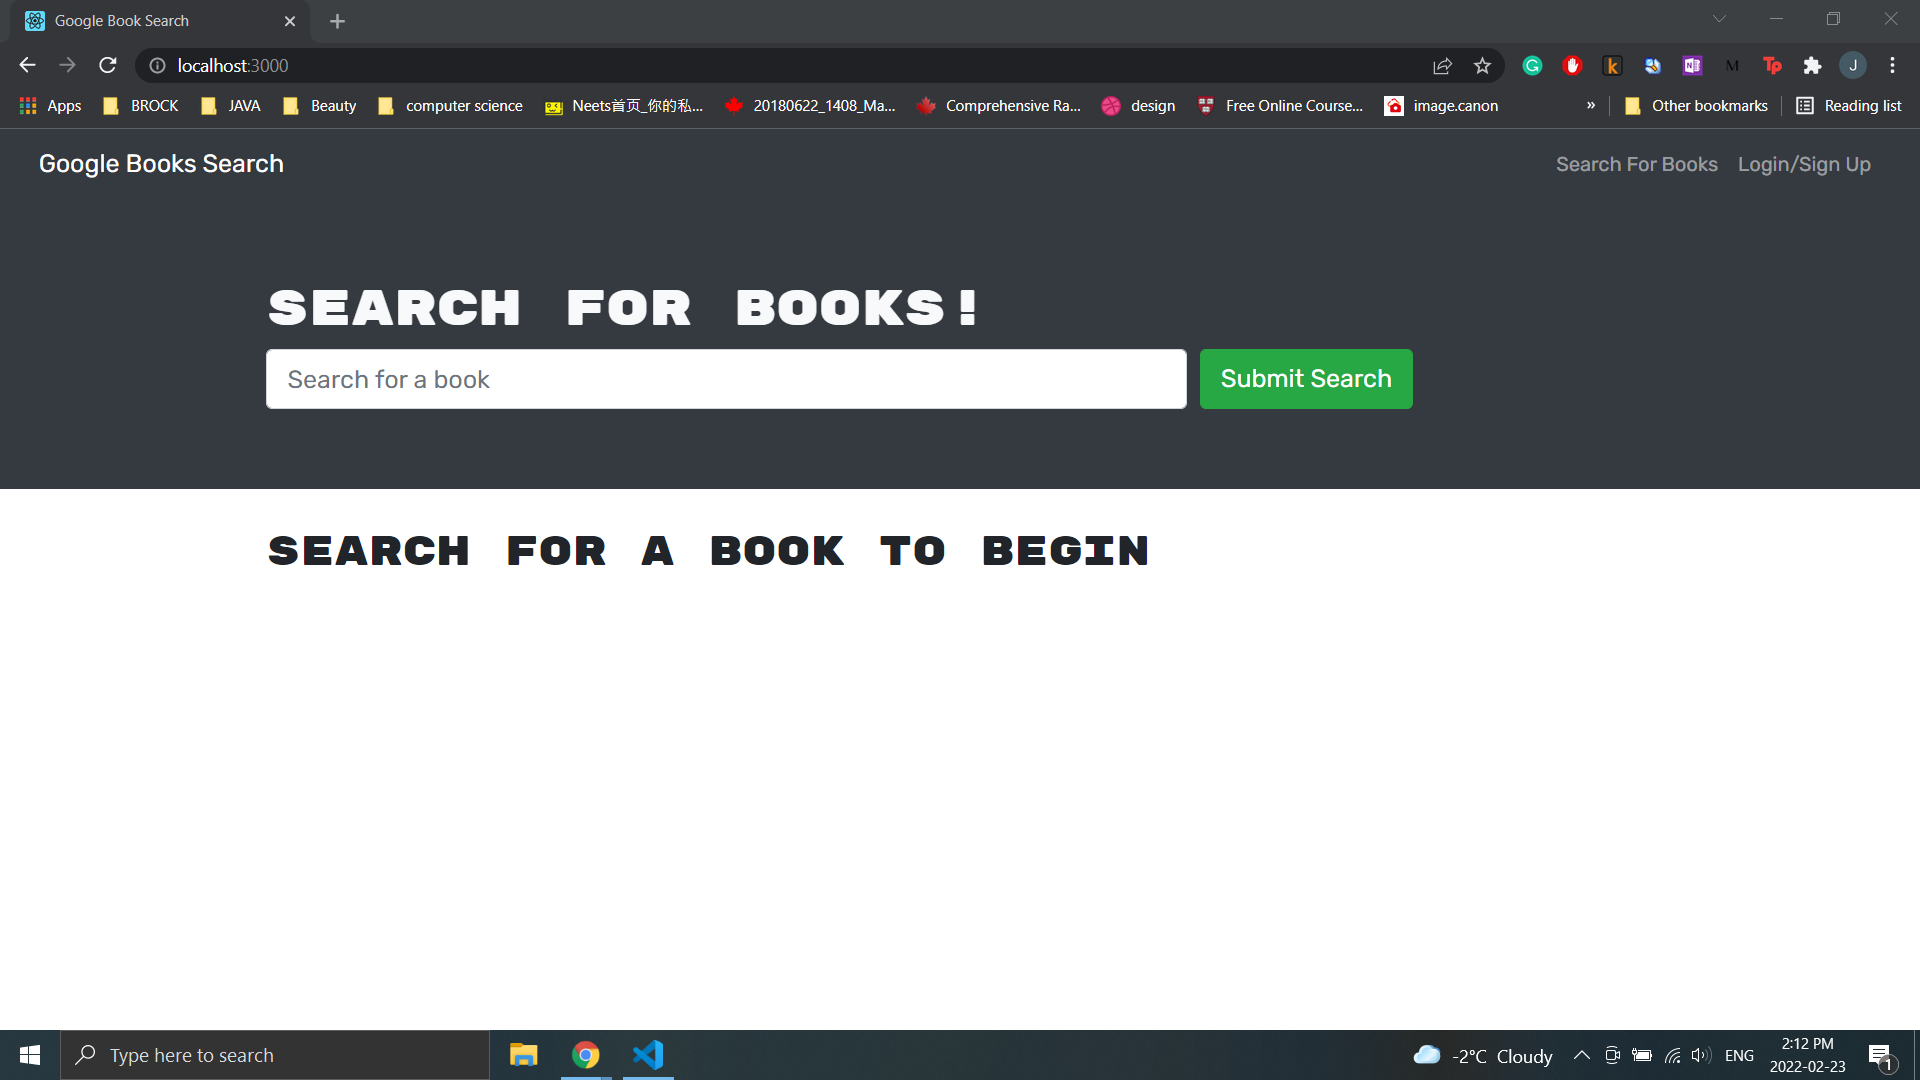 Google Book Search
localhost:3000
Apps BROCK JAVA Beauty computer science Neets首页_你的私... 20180622_1408_Ma... Comprehensive Ra... design Free Online Course... image.canon » Other bookmarks Reading list
Google Books Search Search For Books Login/Sign Up
SEARCH FOR BOOKS!
Search for a book Submit Search
SEARCH FOR A BOOK TO BEGIN
Type here to search -2°C Cloudy ENG 2:12 PM
2022-02-23 1